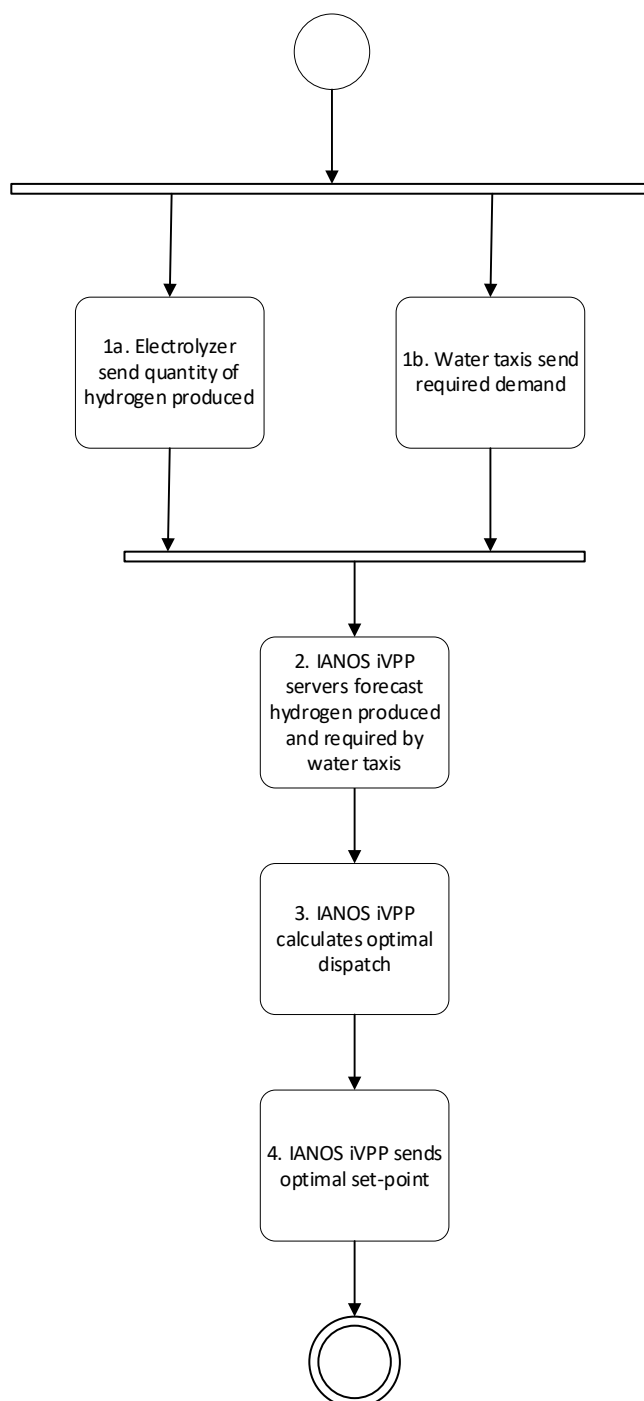 1a. Electrolyzer
send quantity of
hydrogen produced
1b. Water taxis send
required demand
2. IANOS iVPP
servers forecast
hydrogen produced
and required by
water taxis
3. IANOS iVPP
calculates optimal
dispatch
4. IANOS iVPP sends
optimal set-point